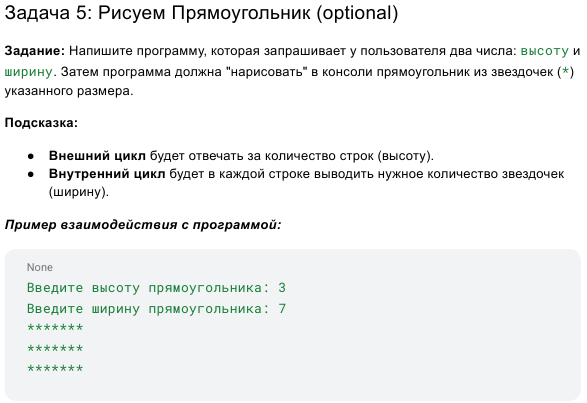 Задача 5: Рисуем Прямоугольник (optional)
Задание: Напишите программу, которая запрашивает у пользователя два числа: высоту и
ширину. Затем программа должна "нарисовать" в консоли прямоугольник из звездочек (*)
указанного размера.
Подсказка:
● Внешний цикл будет отвечать за количество строк (высоту).
● Внутренний цикл будет в каждой строке выводить нужное количество звездочек
(ширину).
Пример взаимодействия с программой:
None
Введите высоту прямоугольника: 3
Введите ширину прямоугольника: 7
*******
*******
*******